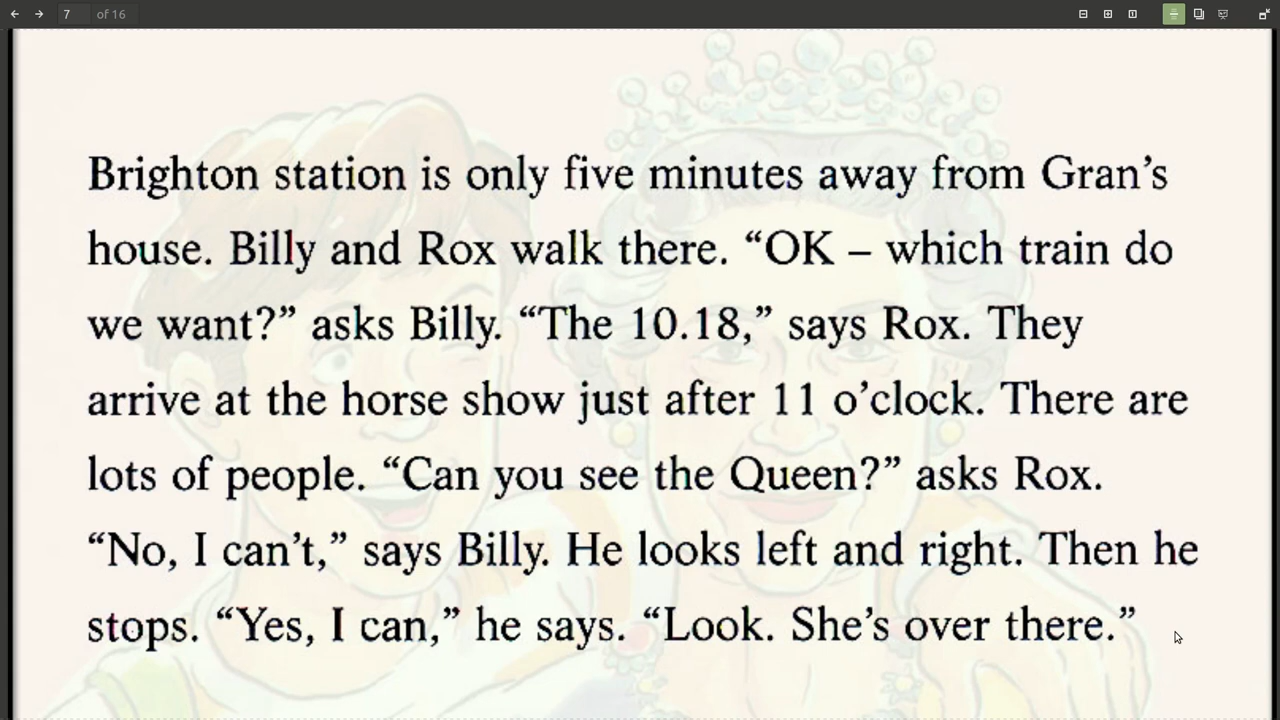 7 of 16
Brighton station is only five minutes away from Gran’s
house. Billy and Rox walk there. “OK – which train do
we want?” asks Billy. “The 10.18,” says Rox. They
arrive at the horse show just after 11 o’clock. There are
lots of people. “Can you see the Queen?” asks Rox.
“No, I can’t,” says Billy. He looks left and right. Then he
stops. “Yes, I can,” he says. “Look. She’s over there.”